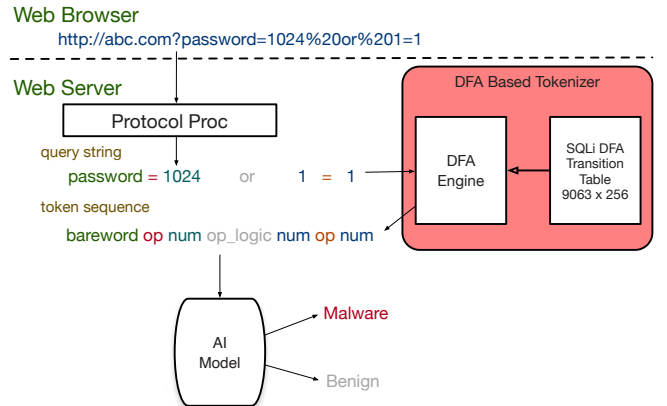 Web Browser
http://abc.com?password=1024%20or%201=1
Web Server
DFA Based Tokenizer
Protocol Proc
query string
password = 1024 or 1 = 1
DFA
Engine
SQLi DFA
Transition
Table
9063 x 256
token sequence
bareword op num op_logic num op num
AI
Model
Malware
Benign